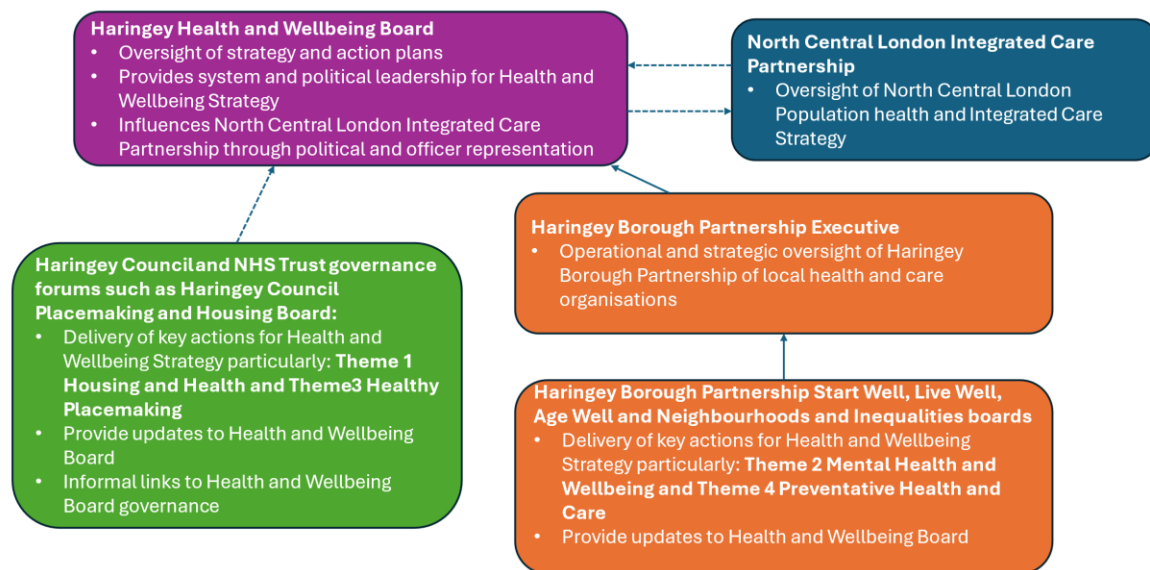 Haringey Health and Wellbeing Board
• Oversight of strategy and action plans
• Provides system and political leadership for Health and
Wellbeing Strategy
• Influences North Central London Integrated Care
Partnership through political and officer representation
North Central London Integrated Care
Partnership
• Oversight of North Central London
Population health and Integrated Care
Strategy
Haringey Borough Partnership Executive
• Operational and strategic oversight of Haringey
Borough Partnership of local health and care
organisations
Haringey Council and NHS Trust governance
forums such as Haringey Council
Placemaking and Housing Board:
• Delivery of key actions for Health and
Wellbeing Strategy particularly: Theme 1
Housing and Health and Theme3 Healthy
Placemaking
• Provide updates to Health and Wellbeing
Board
• Informal links to Health and Wellbeing
Board governance
Haringey Borough Partnership Start Well, Live Well,
Age Well and Neighbourhoods and Inequalities boards
• Delivery of key actions for Health and Wellbeing
Strategy particularly: Theme 2 Mental Health and
Wellbeing and Theme 4 Preventative Health and
Care
• Provide updates to Health and Wellbeing Board